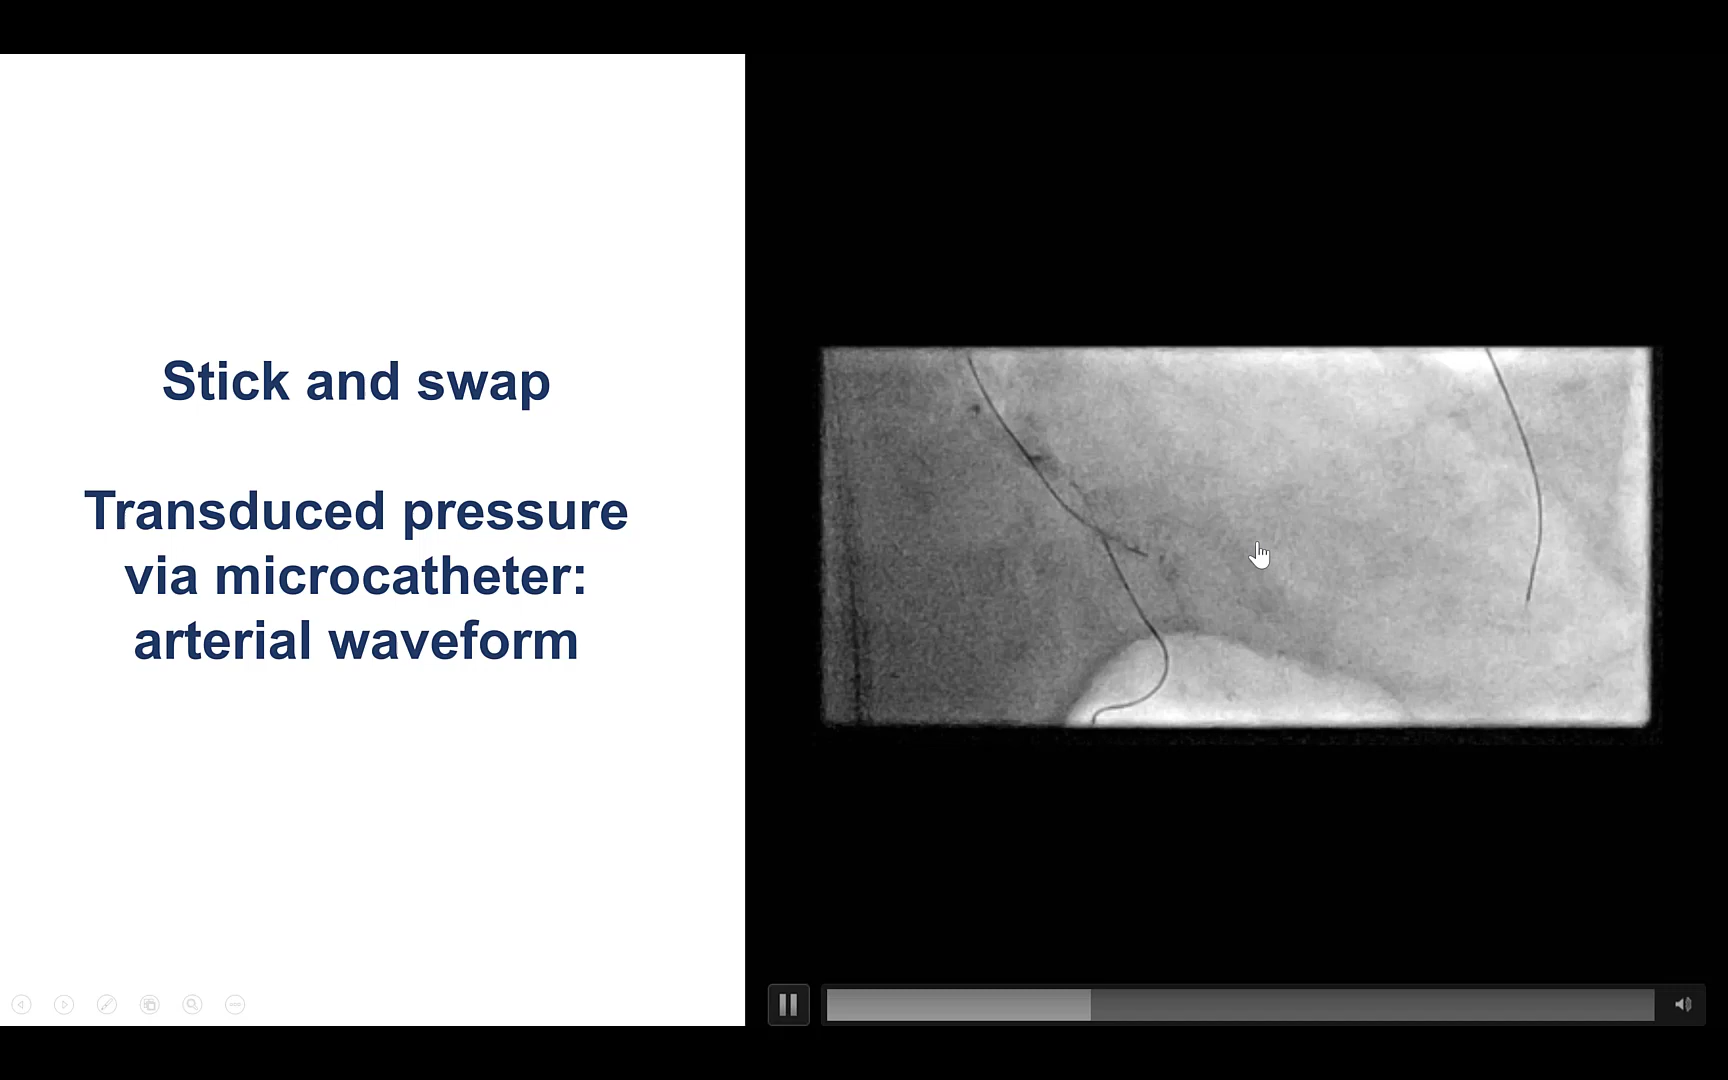 Stick and swap
Transduced pressure
via microcatheter:
arterial waveform